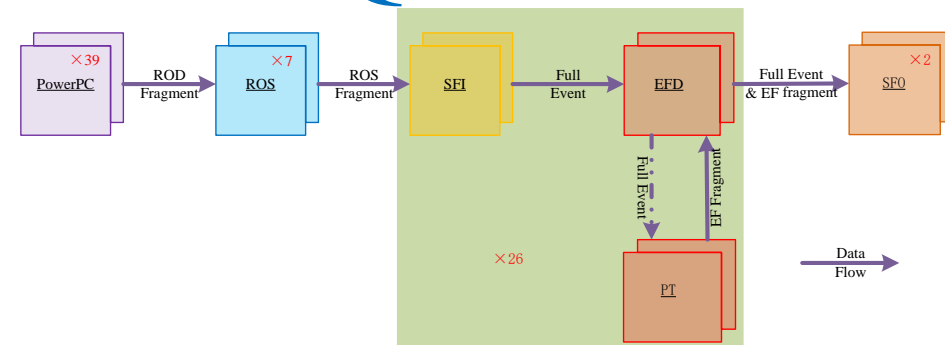 ×39
PowerPC
ROD
Fragment
×7
ROS
ROS
Fragment
SFI
Full
Event
EFD
Full Event
& EF fragment
×2
SFO
Full Event
EF Fragment
×26
PT
Data
Flow